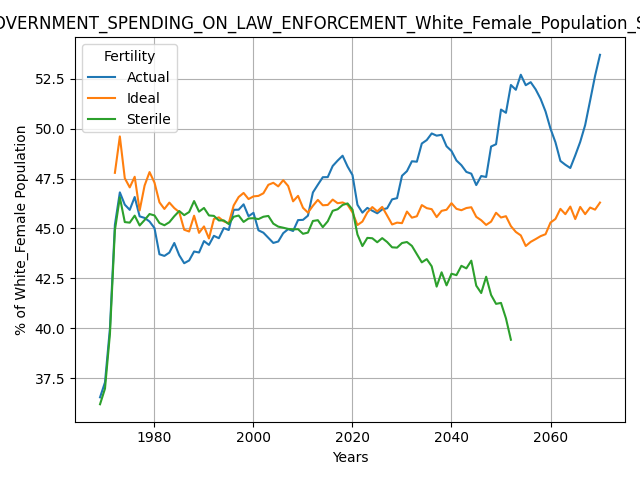 OVERNMENT_SPENDING_ON_LAW_ENFORCEMENT_White_Female_Population_S
Fertility
Actual
Ideal
Sterile
% of White_Female Population
52.5
50.0
47.5
45.0
42.5
40.0
37.5
1980
2000
2020
2040
2060
Years